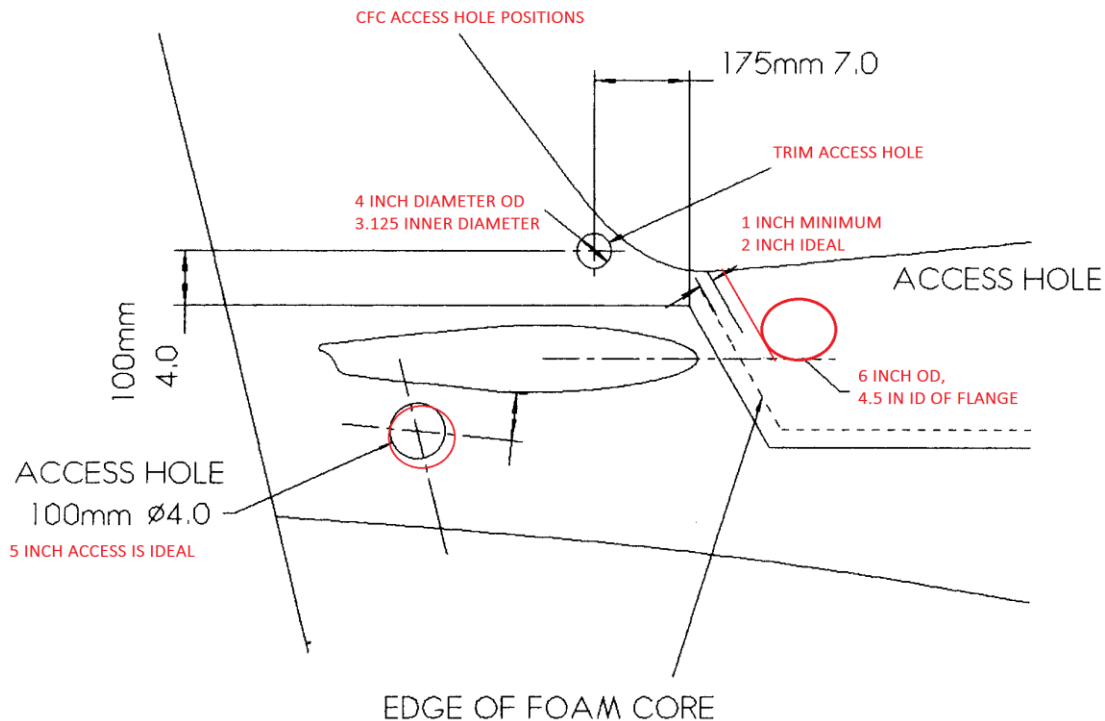 CFC ACCESS HOLE POSITIONS
175mm 7.0
TRIM ACCESS HOLE
4 INCH DIAMETER OD
3.125 INNER DIAMETER
1 INCH MINIMUM
2 INCH IDEAL
ACCESS HOLE
100mm
4.0
6 INCH OD,
4.5 IN ID OF FLANGE
ACCESS HOLE
100mm ø4.0
5 INCH ACCESS IS IDEAL
EDGE OF FOAM CORE